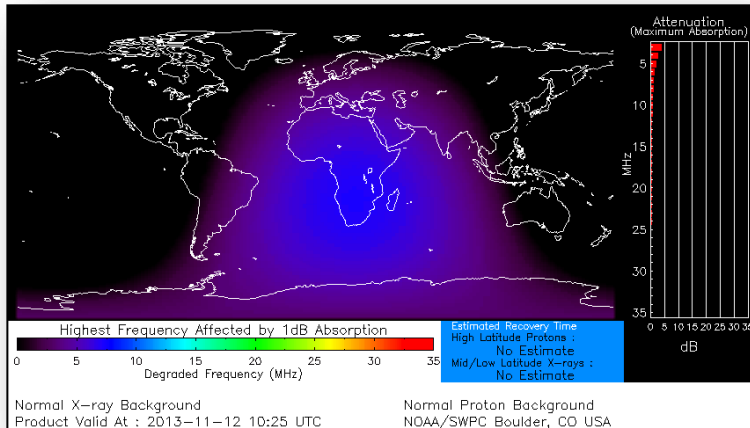 Attenuation
(Maximum Absorption)
5
10
15
20
25
30
35
MHz
0 5 10 15 20 25 30 35
dB
Highest Frequency Affected by 1dB Absorption
0 5 10 15 20 25 30 35
Degraded Frequency (MHz)
Estimated Recovery Time
High Latitude Protons :
No Estimate
Mid/Low Latitude X-rays :
No Estimate
Normal X-ray Background
Product Valid At : 2013-11-12 10:25 UTC
Normal Proton Background
NOAA/SWPC Boulder, CO USA